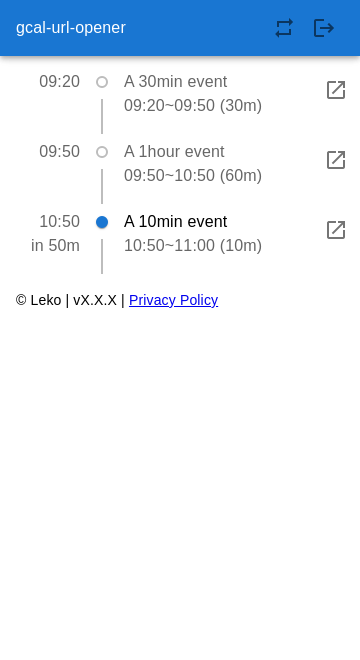 gcal-url-opener
09:20 A 30min event
09:20~09:50 (30m)
09:50 A 1hour event
09:50~10:50 (60m)
10:50 A 10min event
in 50m 10:50~11:00 (10m)
© Leko | vX.X.X | Privacy Policy